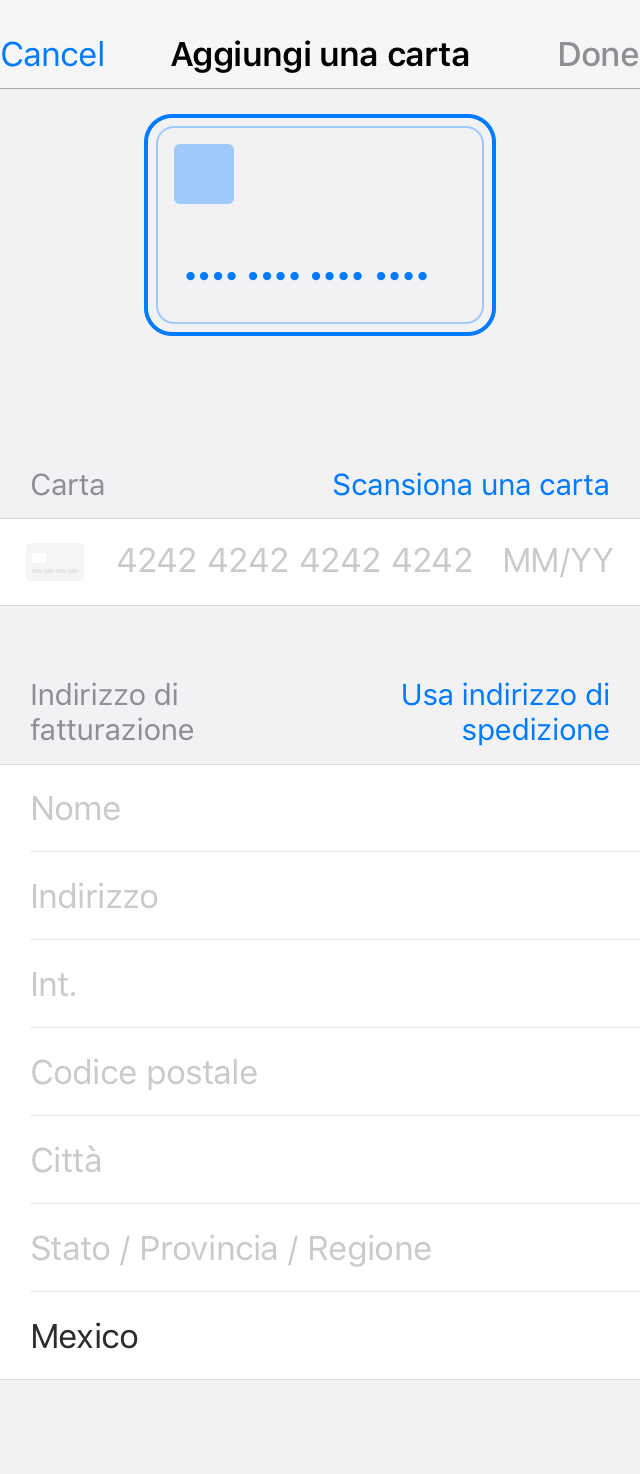 Cancel Aggiungi una carta Done
•••• •••• •••• ••••
Carta Scansiona una carta
4242 4242 4242 4242 MM/YY
Indirizzo di
fatturazione
Usa indirizzo di
spedizione
Nome
Indirizzo
Int.
Codice postale
Città
Stato / Provincia / Regione
Mexico